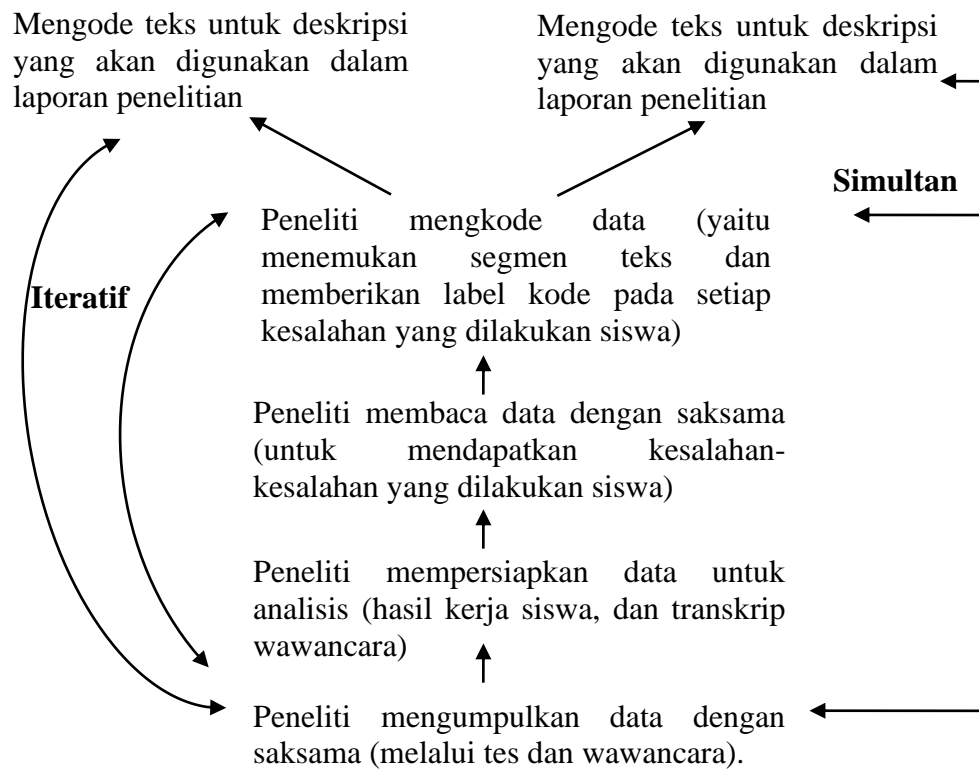 Mengode teks untuk deskripsi
yang akan digunakan dalam
laporan penelitian
Mengode teks untuk deskripsi
yang akan digunakan dalam
laporan penelitian
Simultan
Peneliti mengkode data (yaitu
menemukan segmen teks dan
memberikan label kode pada setiap
kesalahan yang dilakukan siswa)
Iteratif
Peneliti membaca data dengan saksama
(untuk mendapatkan kesalahan-
kesalahan yang dilakukan siswa)
Peneliti mempersiapkan data untuk
analisis (hasil kerja siswa, dan transkrip
wawancara)
Peneliti mengumpulkan data dengan
saksama (melalui tes dan wawancara).